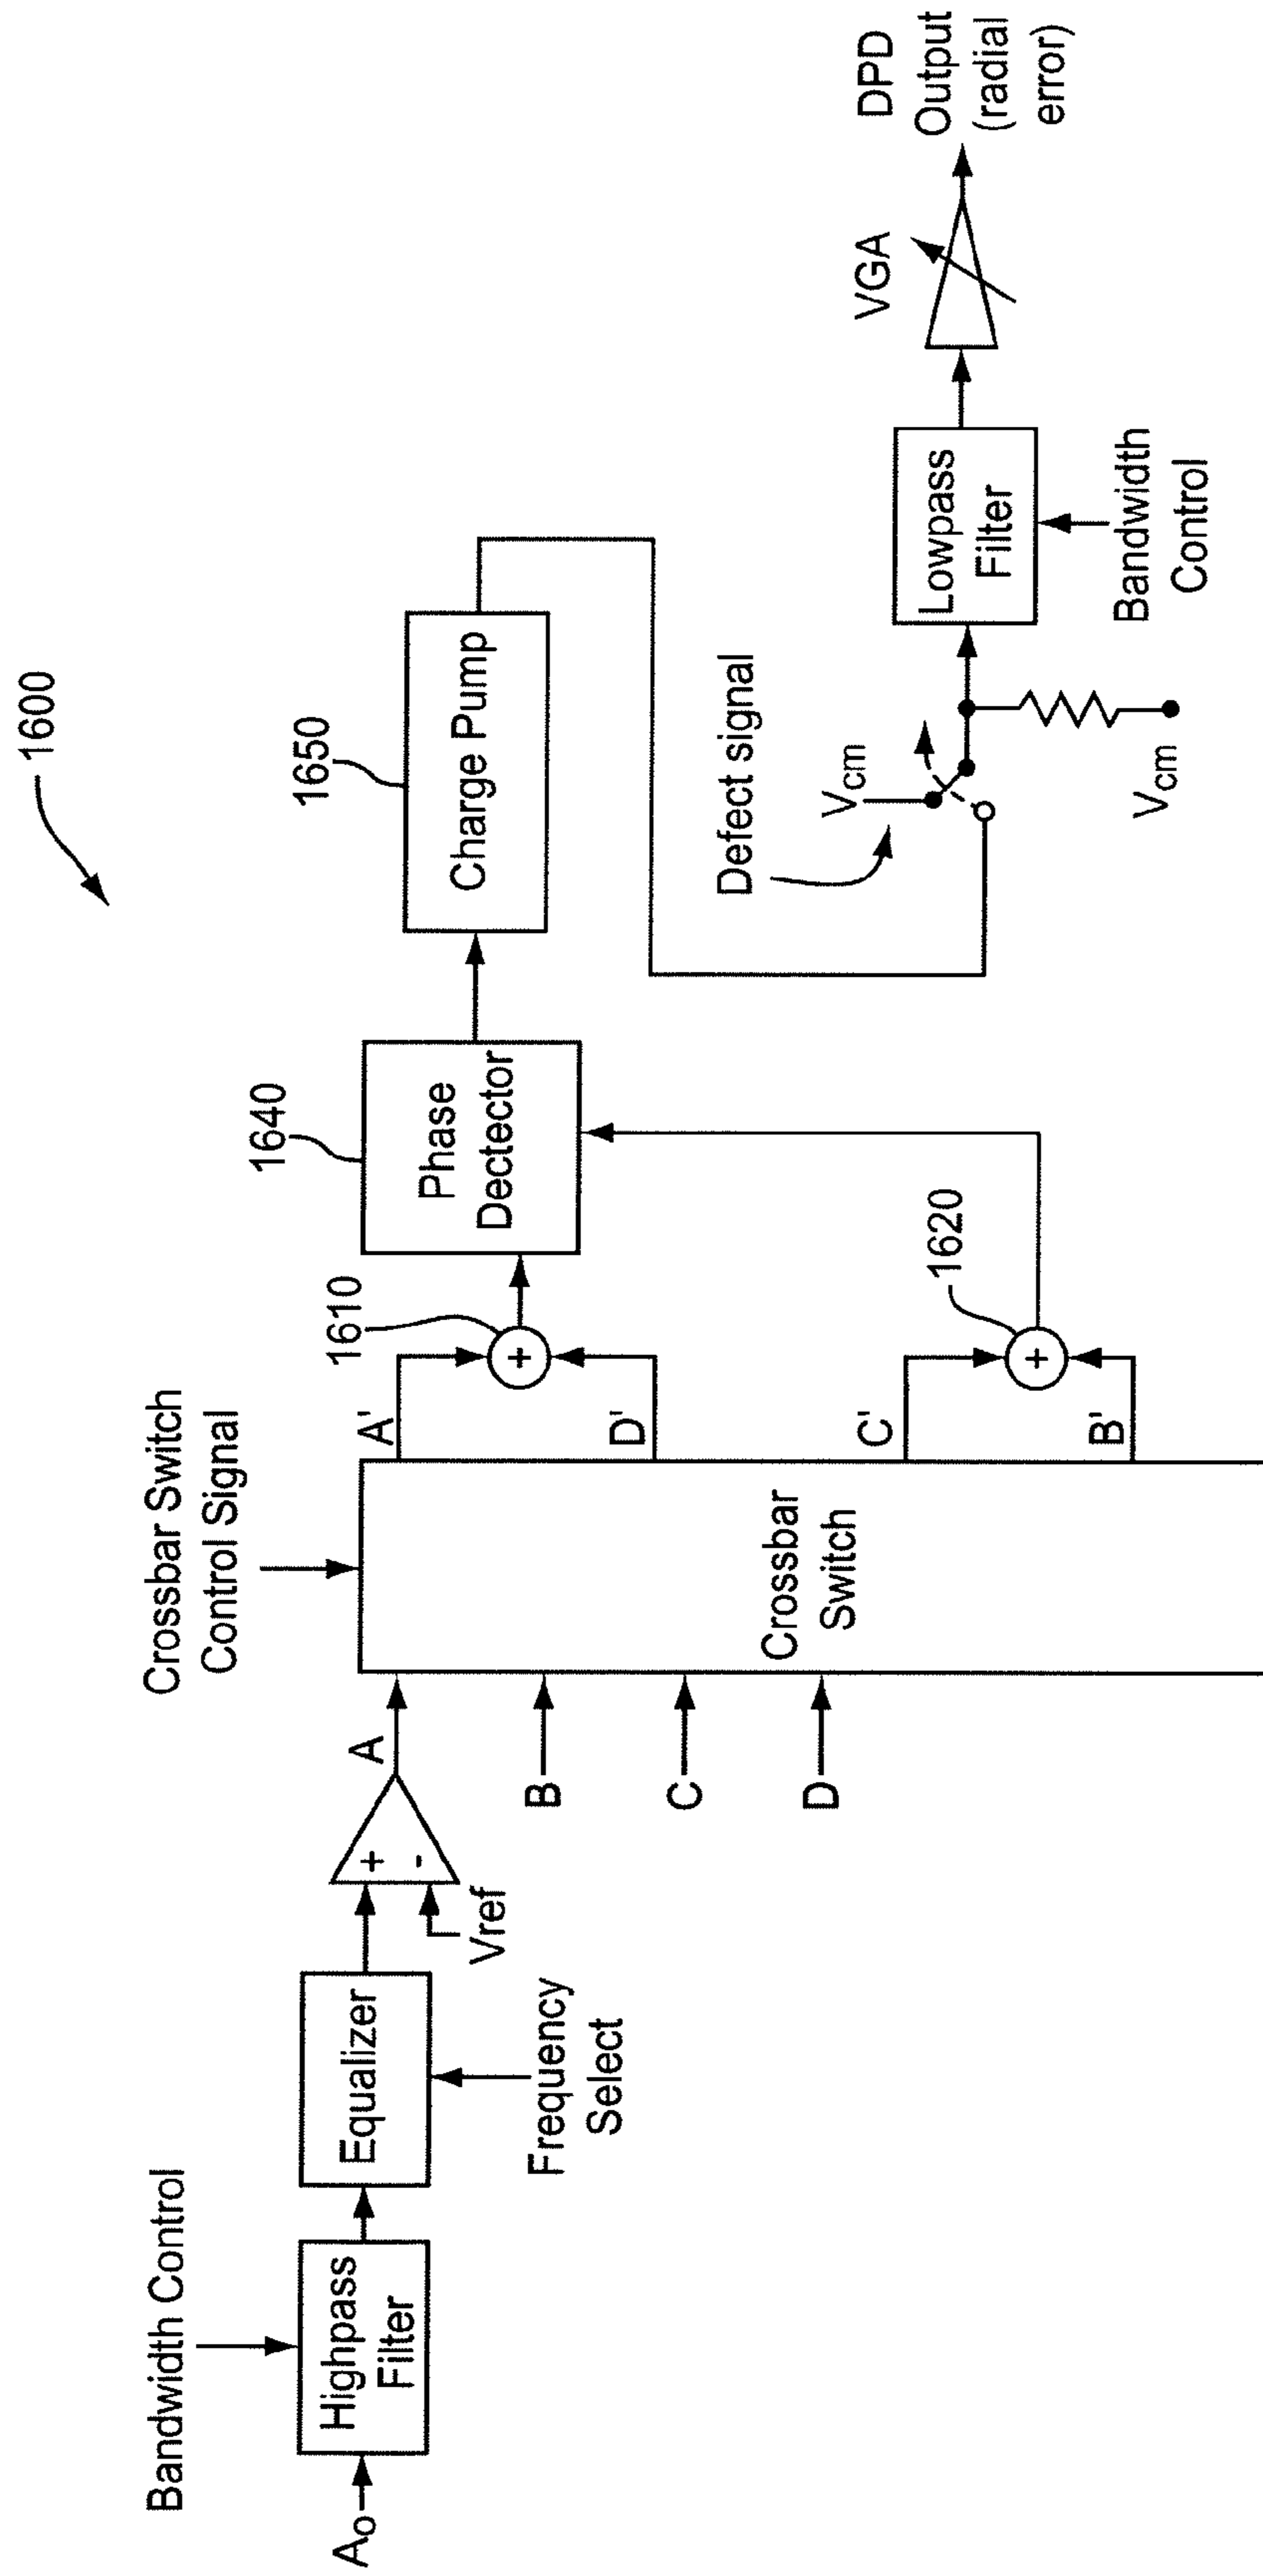 1600
Bandwidth Control
Ao
Highpass
Filter
Equalizer
Frequency
Select
+
-
Vref
A
B
C
D
Crossbar Switch
Control Signal
Crossbar
Switch
A'
D'
C'
B'
1610
+
1620
+
1640
Phase
Dectector
1650
Charge Pump
Defect signal
Vcm
Vcm
Lowpass
Filter
Bandwidth
Control
VGA
DPD
Output
(radial
error)